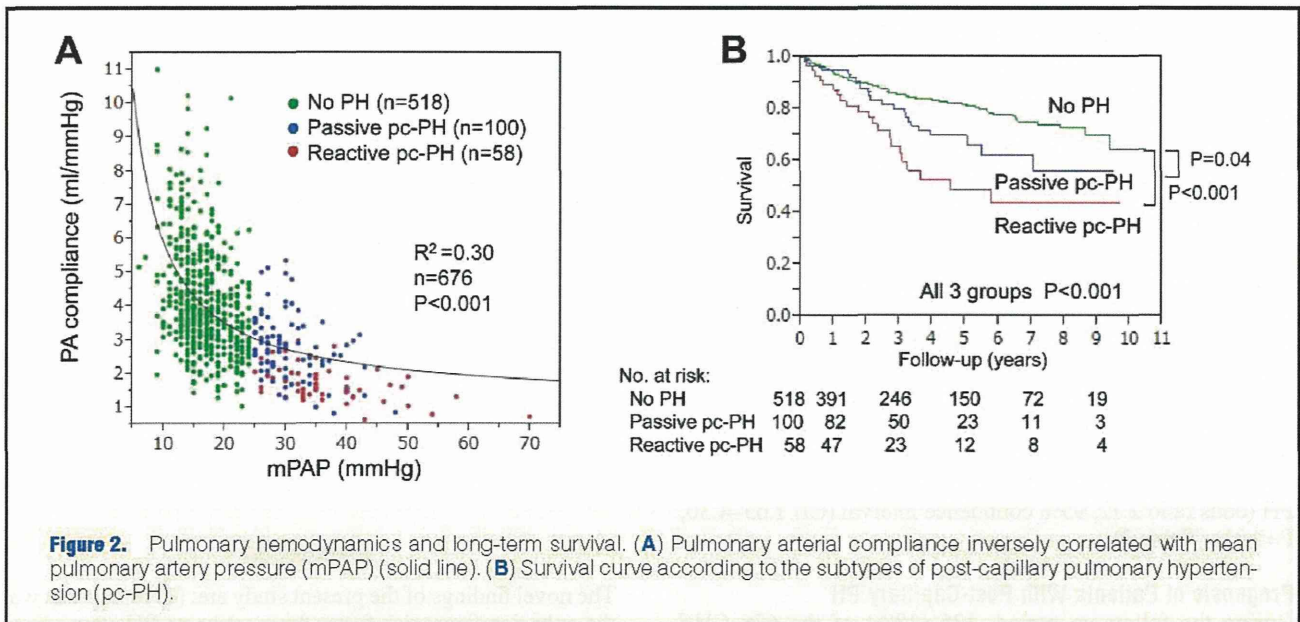 A
PA compliance (ml/mmHg)
11
10
9
8
7
6
5
4
3
2
1
No PH (n=518)
Passive pc-PH (n=100)
Reactive pc-PH (n=58)
R² =0.30
n=676
P<0.001
10 20 30 40 50 60 70
mPAP (mmHg)
B
Survival
1.0
0.8
0.6
0.4
0.2
0.0
No PH
Passive pc-PH
Reactive pc-PH
P=0.04
P<0.001
All 3 groups P<0.001
0 1 2 3 4 5 6 7 8 9 10 11
Follow-up (years)
No. at risk:
No PH 518 391 246 150 72 19
Passive pc-PH 100 82 50 23 11 3
Reactive pc-PH 58 47 23 12 8 4
Figure 2. Pulmonary hemodynamics and long-term survival. (A) Pulmonary arterial compliance inversely correlated with mean
pulmonary artery pressure (mPAP) (solid line). (B) Survival curve according to the subtypes of post-capillary pulmonary hyperten-
sion (pc-PH).